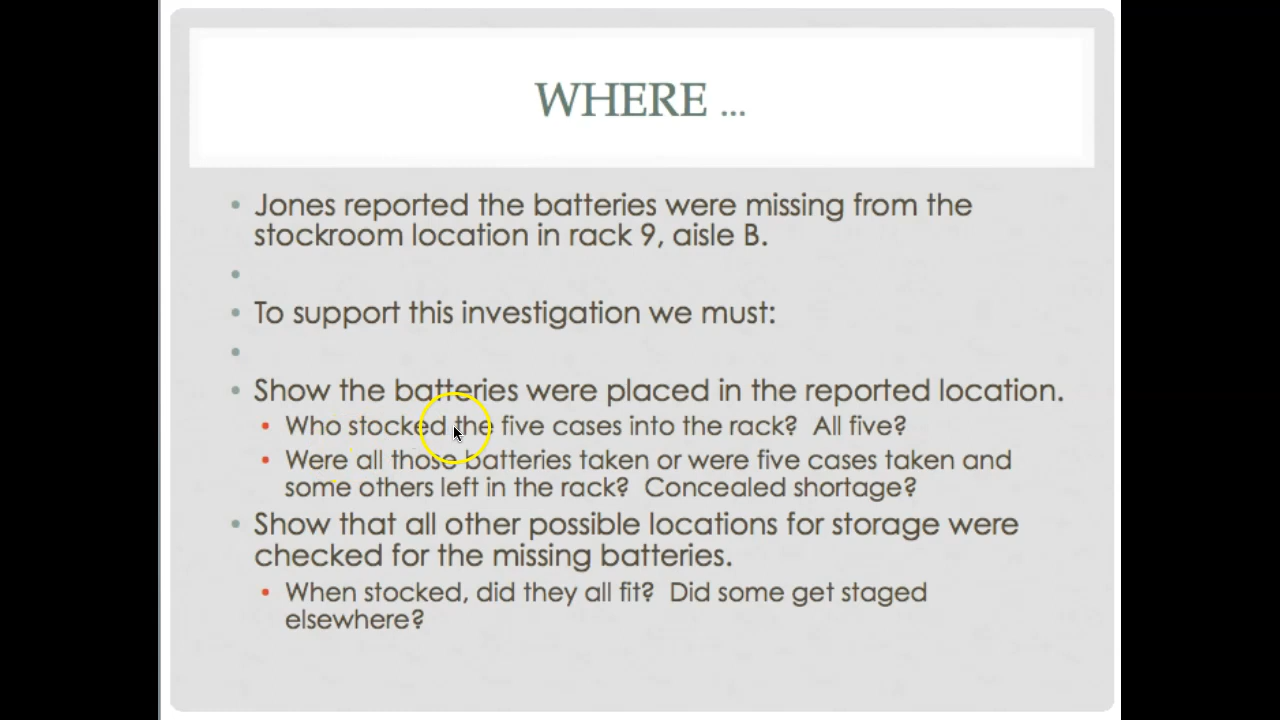 WHERE ...
Jones reported the batteries were missing from the
stockroom location in rack 9, aisle B.
To support this investigation we must:
Show the batteries were placed in the reported location.
Who stocked the five cases into the rack?  All five?
Were all those batteries taken or were five cases taken and
some others left in the rack?  Concealed shortage?
Show that all other possible locations for storage were
checked for the missing batteries.
When stocked, did they all fit?  Did some get staged
elsewhere?